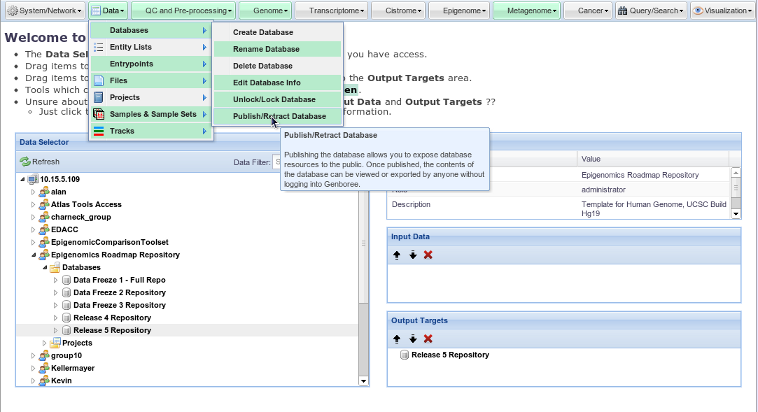 System/Network
Data
QC and Pre-processing
Genome
Transcriptome
Cistrome
Epigenome
Metagenome
Cancer
Query/Search
Visualization
Welcome to
The Data Sel
you have access.
Drag items to
Drag items to
the Output Targets area.
Tools which c
en.
Unsure about
ut Data and Output Targets ??
Just click t
formation.
Databases
Entity Lists
Entrypoints
Files
Projects
Samples & Sample Sets
Tracks
Create Database
Rename Database
Delete Database
Edit Database Info
Unlock/Lock Database
Publish/Retract Database
Publish/Retract Database
Publishing the database allows you to expose database
resources to the public. Once published, the contents of
the database can be viewed or exported by anyone without
logging into Genboree.
Data Selector
Refresh
Data Filter:
10.15.5.109
alan
Atlas Tools Access
charneck_group
EDACC
EpigenomicComparisonToolset
Epigenomics Roadmap Repository
Databases
Data Freeze 1 - Full Repo
Data Freeze 2 Repository
Data Freeze 3 Repository
Release 4 Repository
Release 5 Repository
Projects
group10
Kellermayer
Kevin
Value
Epigenomics Roadmap Repository
administrator
Description
Template for Human Genome, UCSC Build
Hg19
Input Data
Output Targets
Release 5 Repository